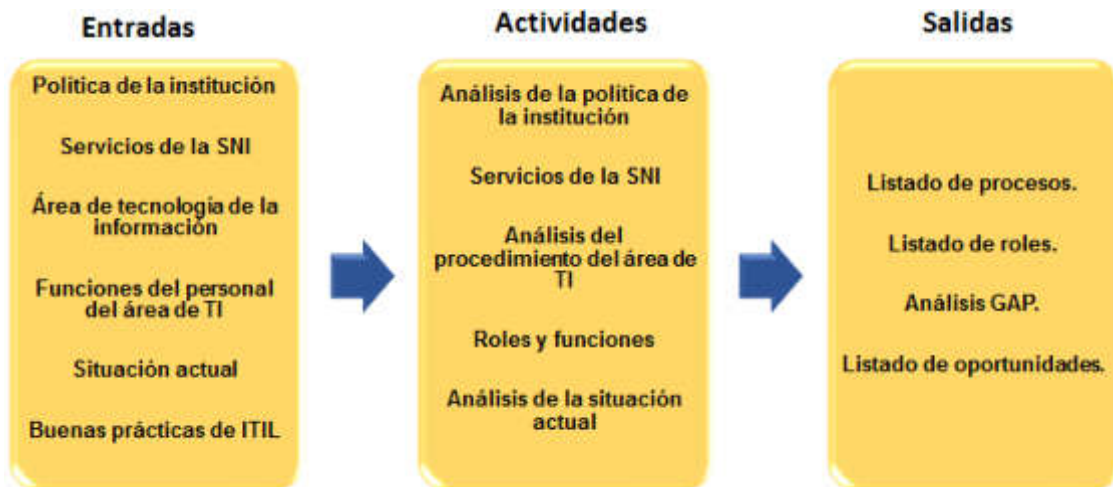 Entradas
Política de la institución
Servicios de la SNI
Área de tecnología de la
información
Funciones del personal
del área de TI
Situación actual
Buenas prácticas de ITIL
Actividades
Análisis de la política de
la institución
Servicios de la SNI
Análisis del
procedimiento del área de
TI
Roles y funciones
Análisis de la situación
actual
Salidas
Listado de procesos.
Listado de roles.
Análisis GAP.
Listado de oportunidades.